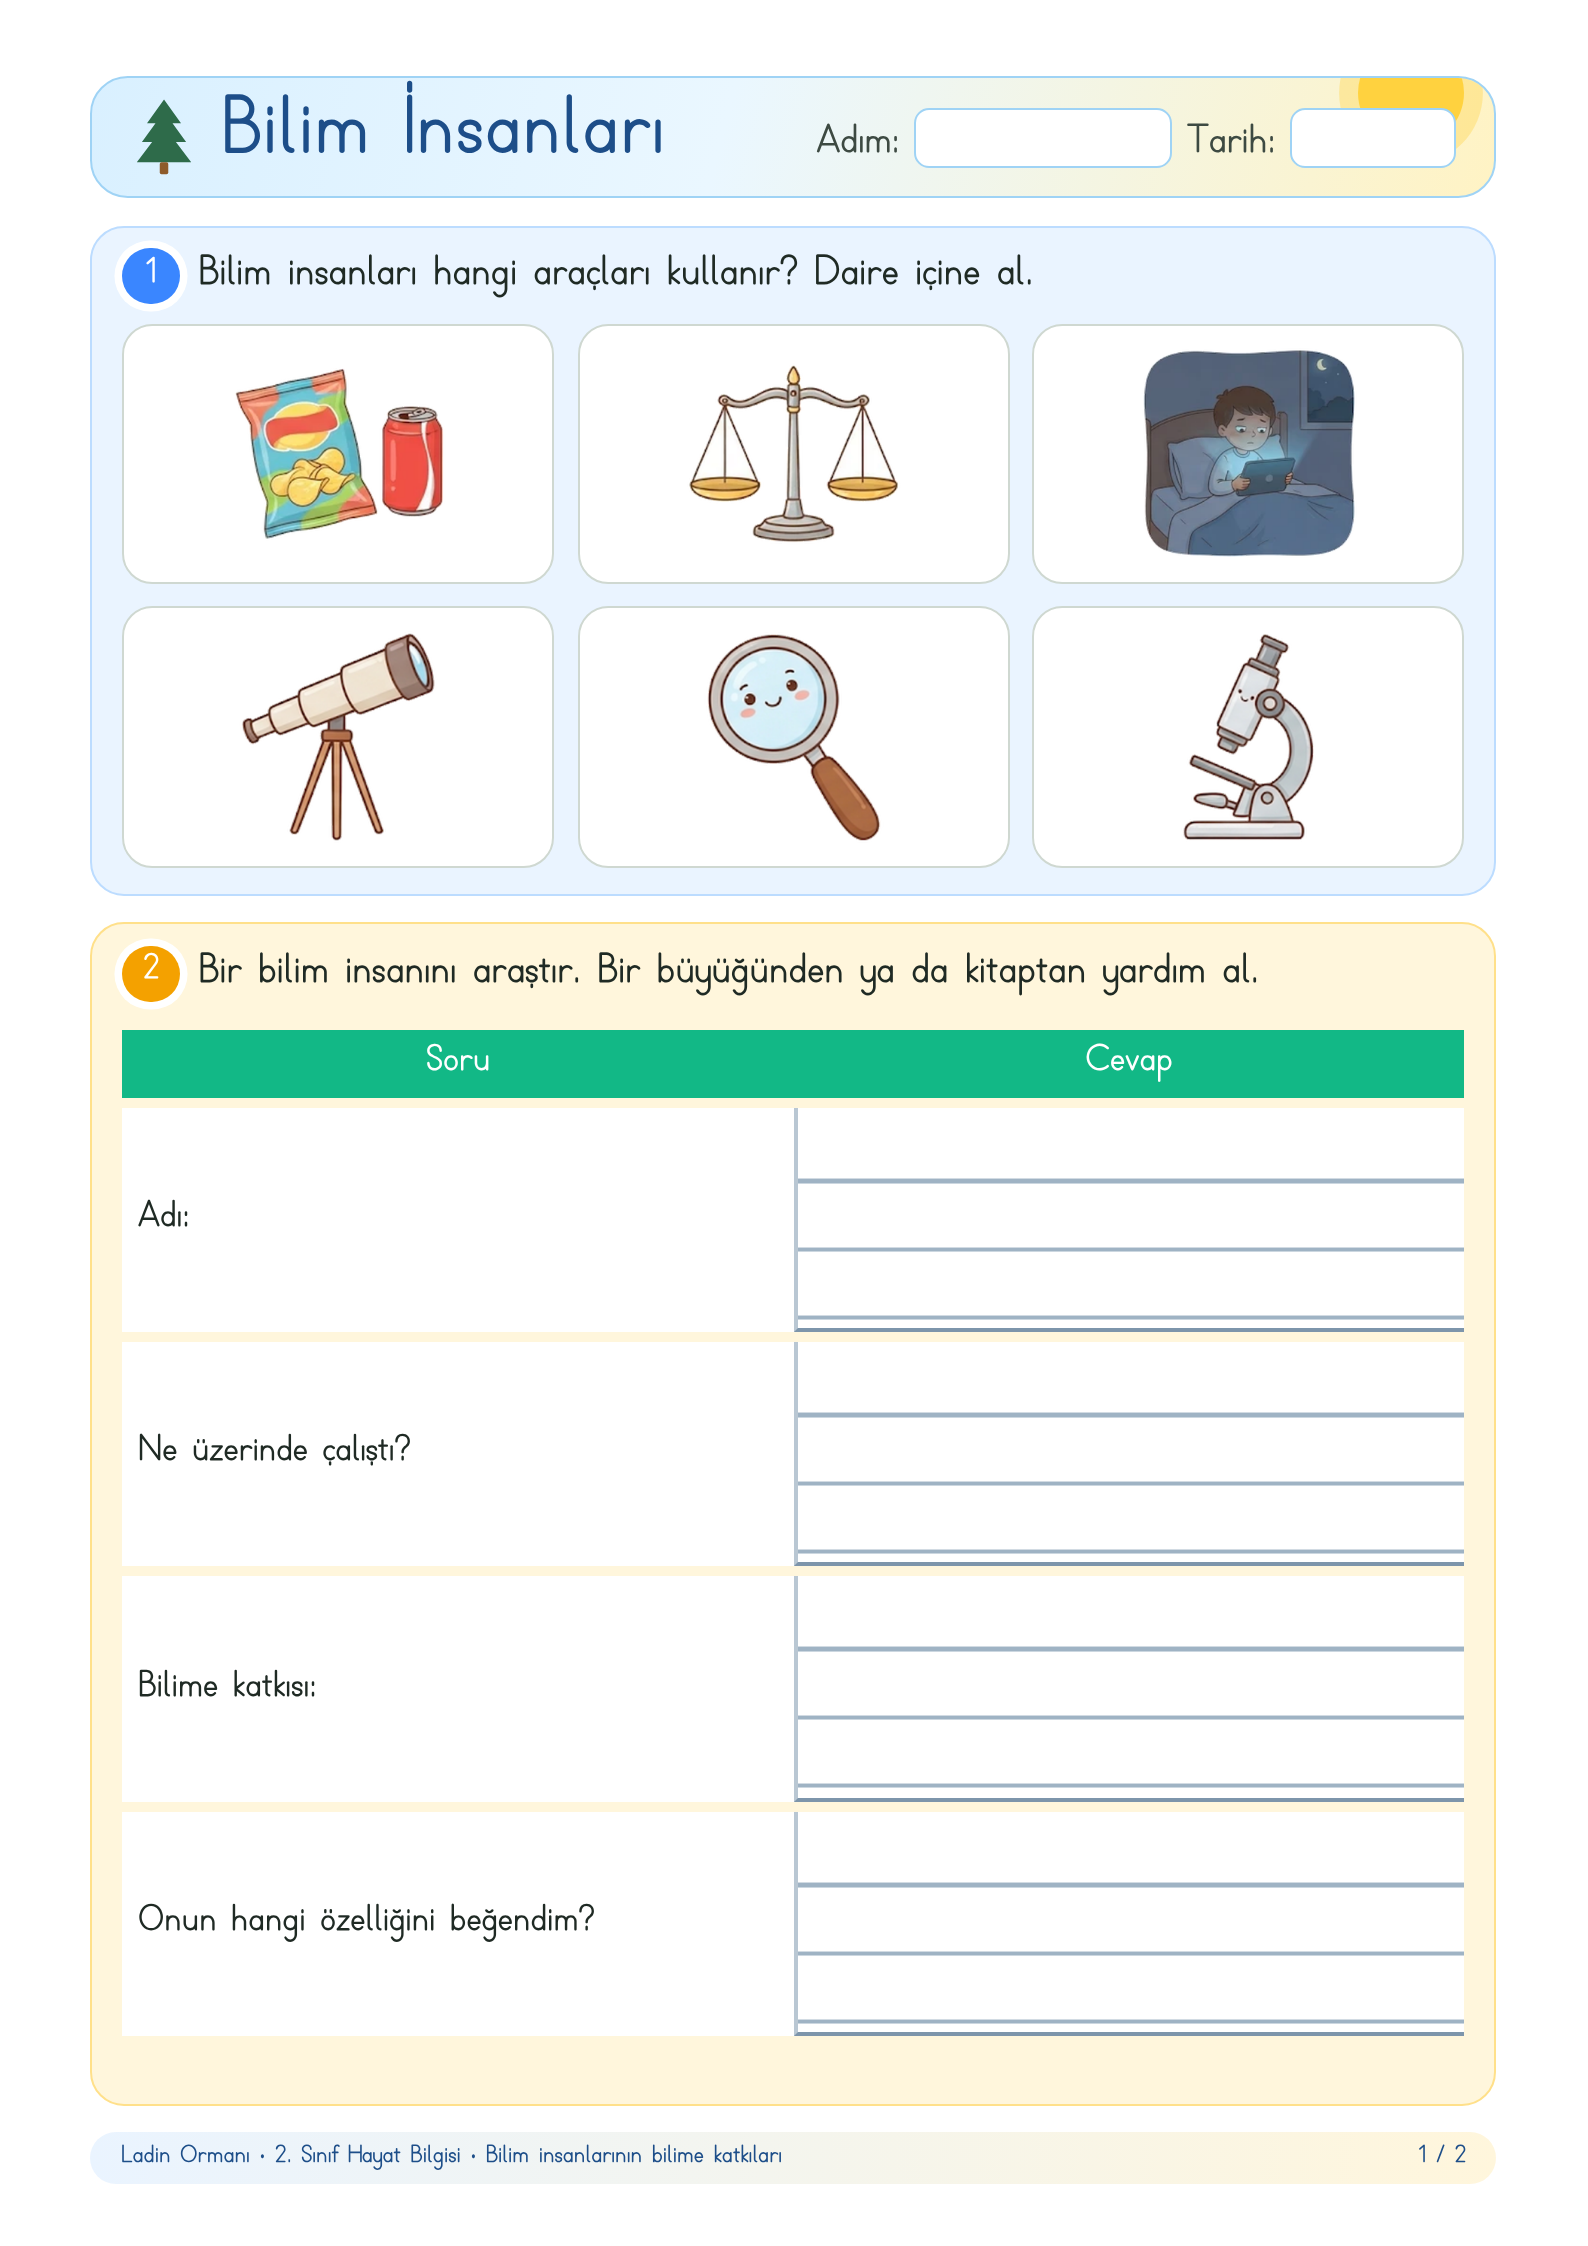 Bilim İnsanları
Adım:
Tarih:
1
Bilim insanları hangi araçları kullanır? Daire içine al.
2
Bir bilim insanını araştır. Bir büyüğünden ya da kitaptan yardım al.
Soru
Cevap
Adı:
Ne üzerinde çalıştı?
Bilime katkısı:
Onun hangi özelliğini beğendim?
Ladin Ormanı • 2. Sınıf Hayat Bilgisi • Bilim insanlarının bilime katkıları
1 / 2